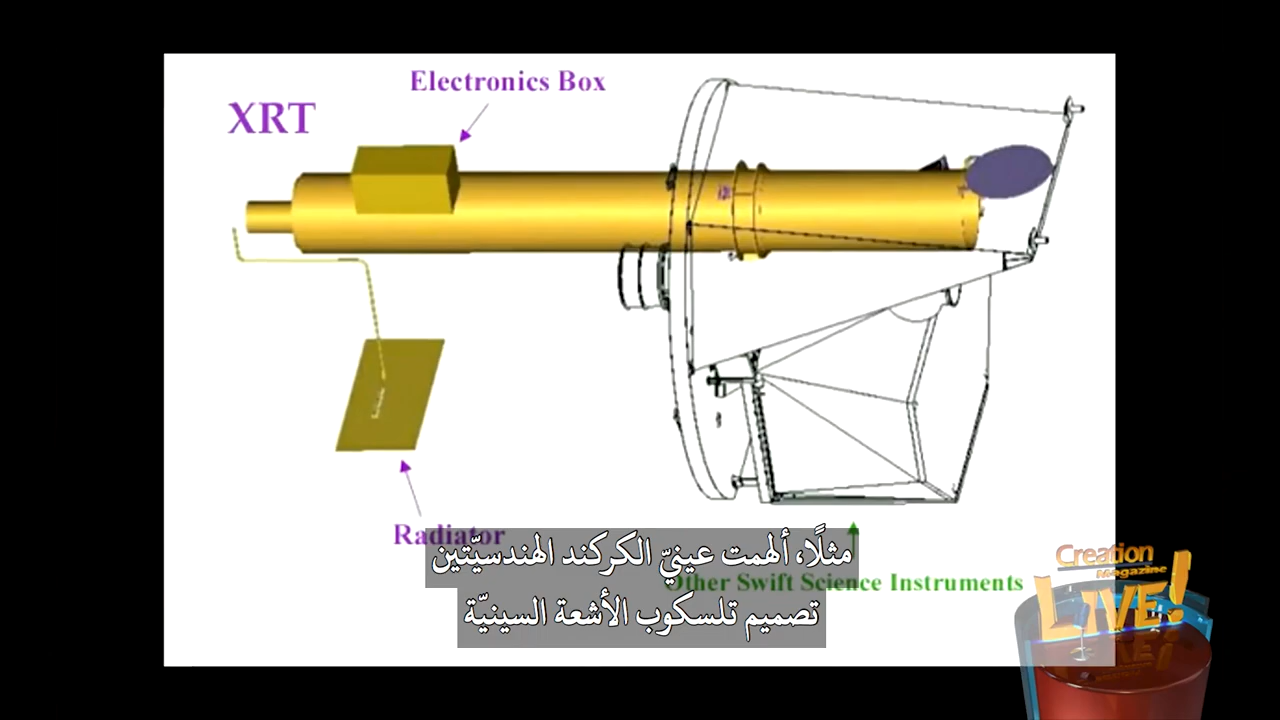 Electronics Box
XRT
Radiator
مثلًا، ألهمت عينيّ الكركند الهندسيّتين
Other Swift Science Instruments
تصميم تلسكوب الأشعة السينيّة
Creation
Magazine
LIVE!